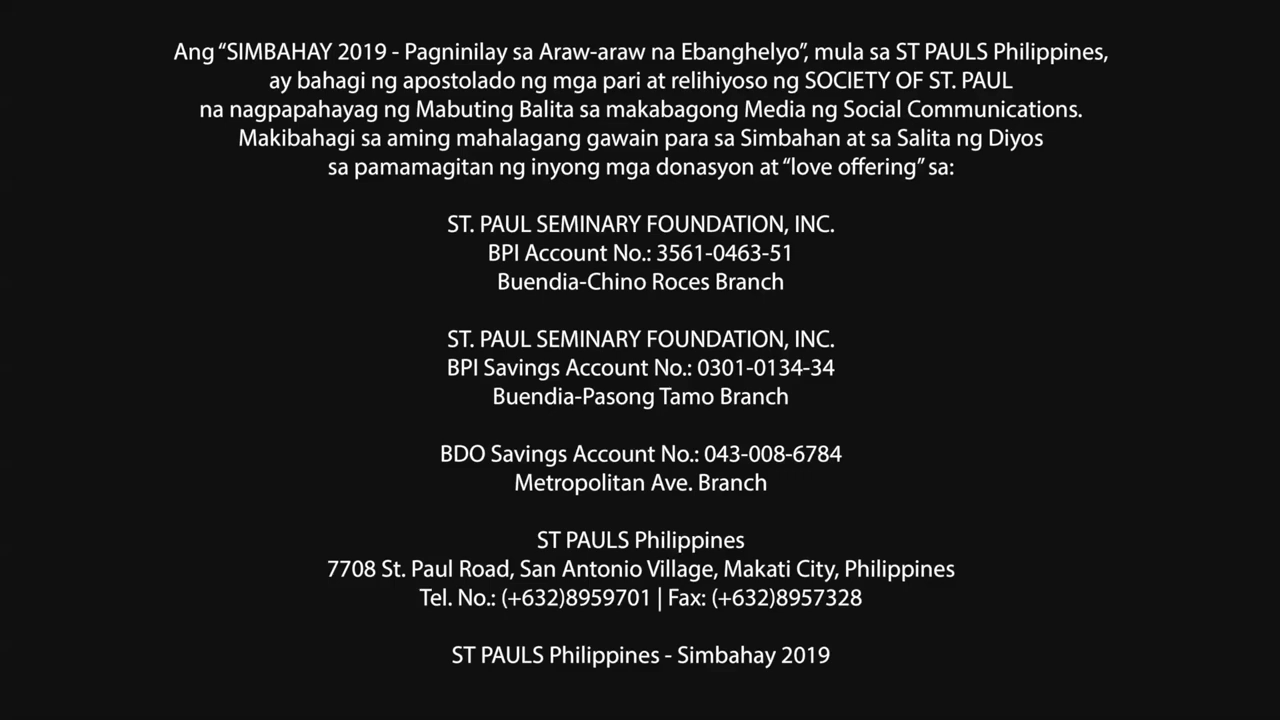 Ang “SIMBAHAY 2019 - Pagninilay sa Araw-araw na Ebanghelyo”, mula sa ST PAULS Philippines,
ay bahagi ng apostolado ng mga pari at relihiyoso ng SOCIETY OF ST. PAUL
na nagpapahayag ng Mabuting Balita sa makabagong Media ng Social Communications.
Makibahagi sa aming mahalagang gawain para sa Simbahan at sa Salita ng Diyos
sa pamamagitan ng inyong mga donasyon at “love offering” sa:
ST. PAUL SEMINARY FOUNDATION, INC.
BPI Account No.: 3561-0463-51
Buendia-Chino Roces Branch
ST. PAUL SEMINARY FOUNDATION, INC.
BPI Savings Account No.: 0301-0134-34
Buendia-Pasong Tamo Branch
BDO Savings Account No.: 043-008-6784
Metropolitan Ave. Branch
ST PAULS Philippines
7708 St. Paul Road, San Antonio Village, Makati City, Philippines
Tel. No.: (+632)8959701 | Fax: (+632)8957328
ST PAULS Philippines - Simbahay 2019